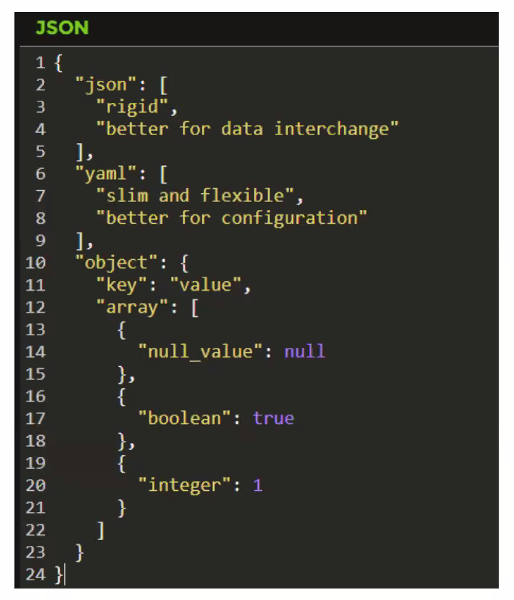 JSON
1 {
2   "json": [
3     "rigid",
4     "better for data interchange"
5   ],
6   "yaml": [
7     "slim and flexible",
8     "better for configuration"
9   ],
10   "object": {
11     "key": "value",
12     "array": [
13       {
14         "null_value": null
15       },
16       {
17         "boolean": true
18       },
19       {
20         "integer": 1
21       }
22     ]
23   }
24 }